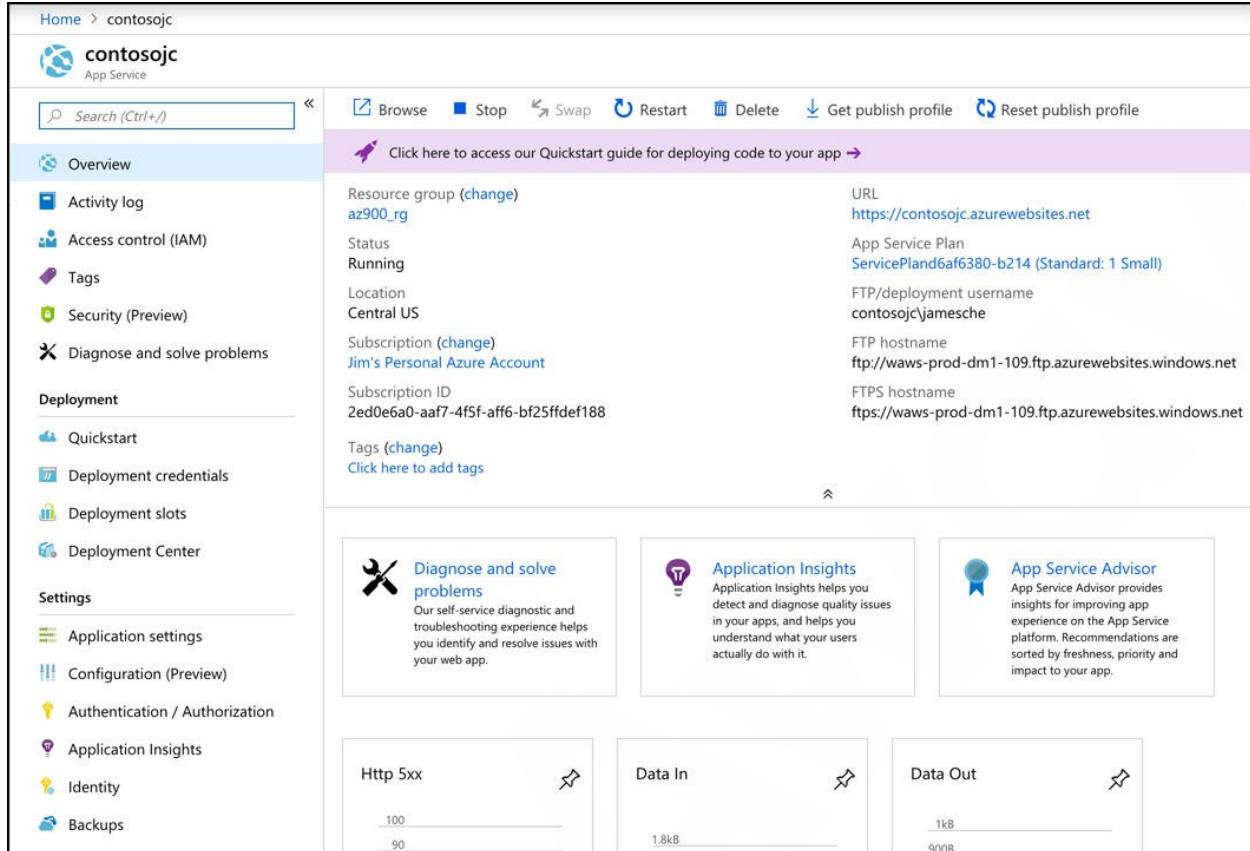 Home > contosojc
contosojc
App Service
Search (Ctrl+/)
«
Overview
Activity log
Access control (IAM)
Tags
Security (Preview)
Diagnose and solve problems
Deployment
Quickstart
Deployment credentials
Deployment slots
Deployment Center
Settings
Application settings
Configuration (Preview)
Authentication / Authorization
Application Insights
Identity
Backups
Browse Stop Swap Restart Delete Get publish profile Reset publish profile
Click here to access our Quickstart guide for deploying code to your app →
Resource group (change)
az900_rg
Status
Running
Location
Central US
Subscription (change)
Jim's Personal Azure Account
Subscription ID
2ed0e6a0-aaf7-4f5f-aff6-bf25ffdef188
Tags (change)
Click here to add tags
URL
https://contosojc.azurewebsites.net
App Service Plan
ServicePland6af6380-b214 (Standard: 1 Small)
FTP/deployment username
contosojc\jamesche
FTP hostname
ftp://waws-prod-dm1-109.ftp.azurewebsites.windows.net
FTPS hostname
ftps://waws-prod-dm1-109.ftp.azurewebsites.windows.net
Diagnose and solve
problems
Our self-service diagnostic and
troubleshooting experience helps
you identify and resolve issues with
your web app.
Application Insights
Application Insights helps you
detect and diagnose quality issues
in your apps, and helps you
understand what your users
actually do with it.
App Service Advisor
App Service Advisor provides
insights for improving app
experience on the App Service
platform. Recommendations are
sorted by freshness, priority and
impact to your app.
Http 5xx
100
90
Data In
1.8kB
Data Out
1kB
900B